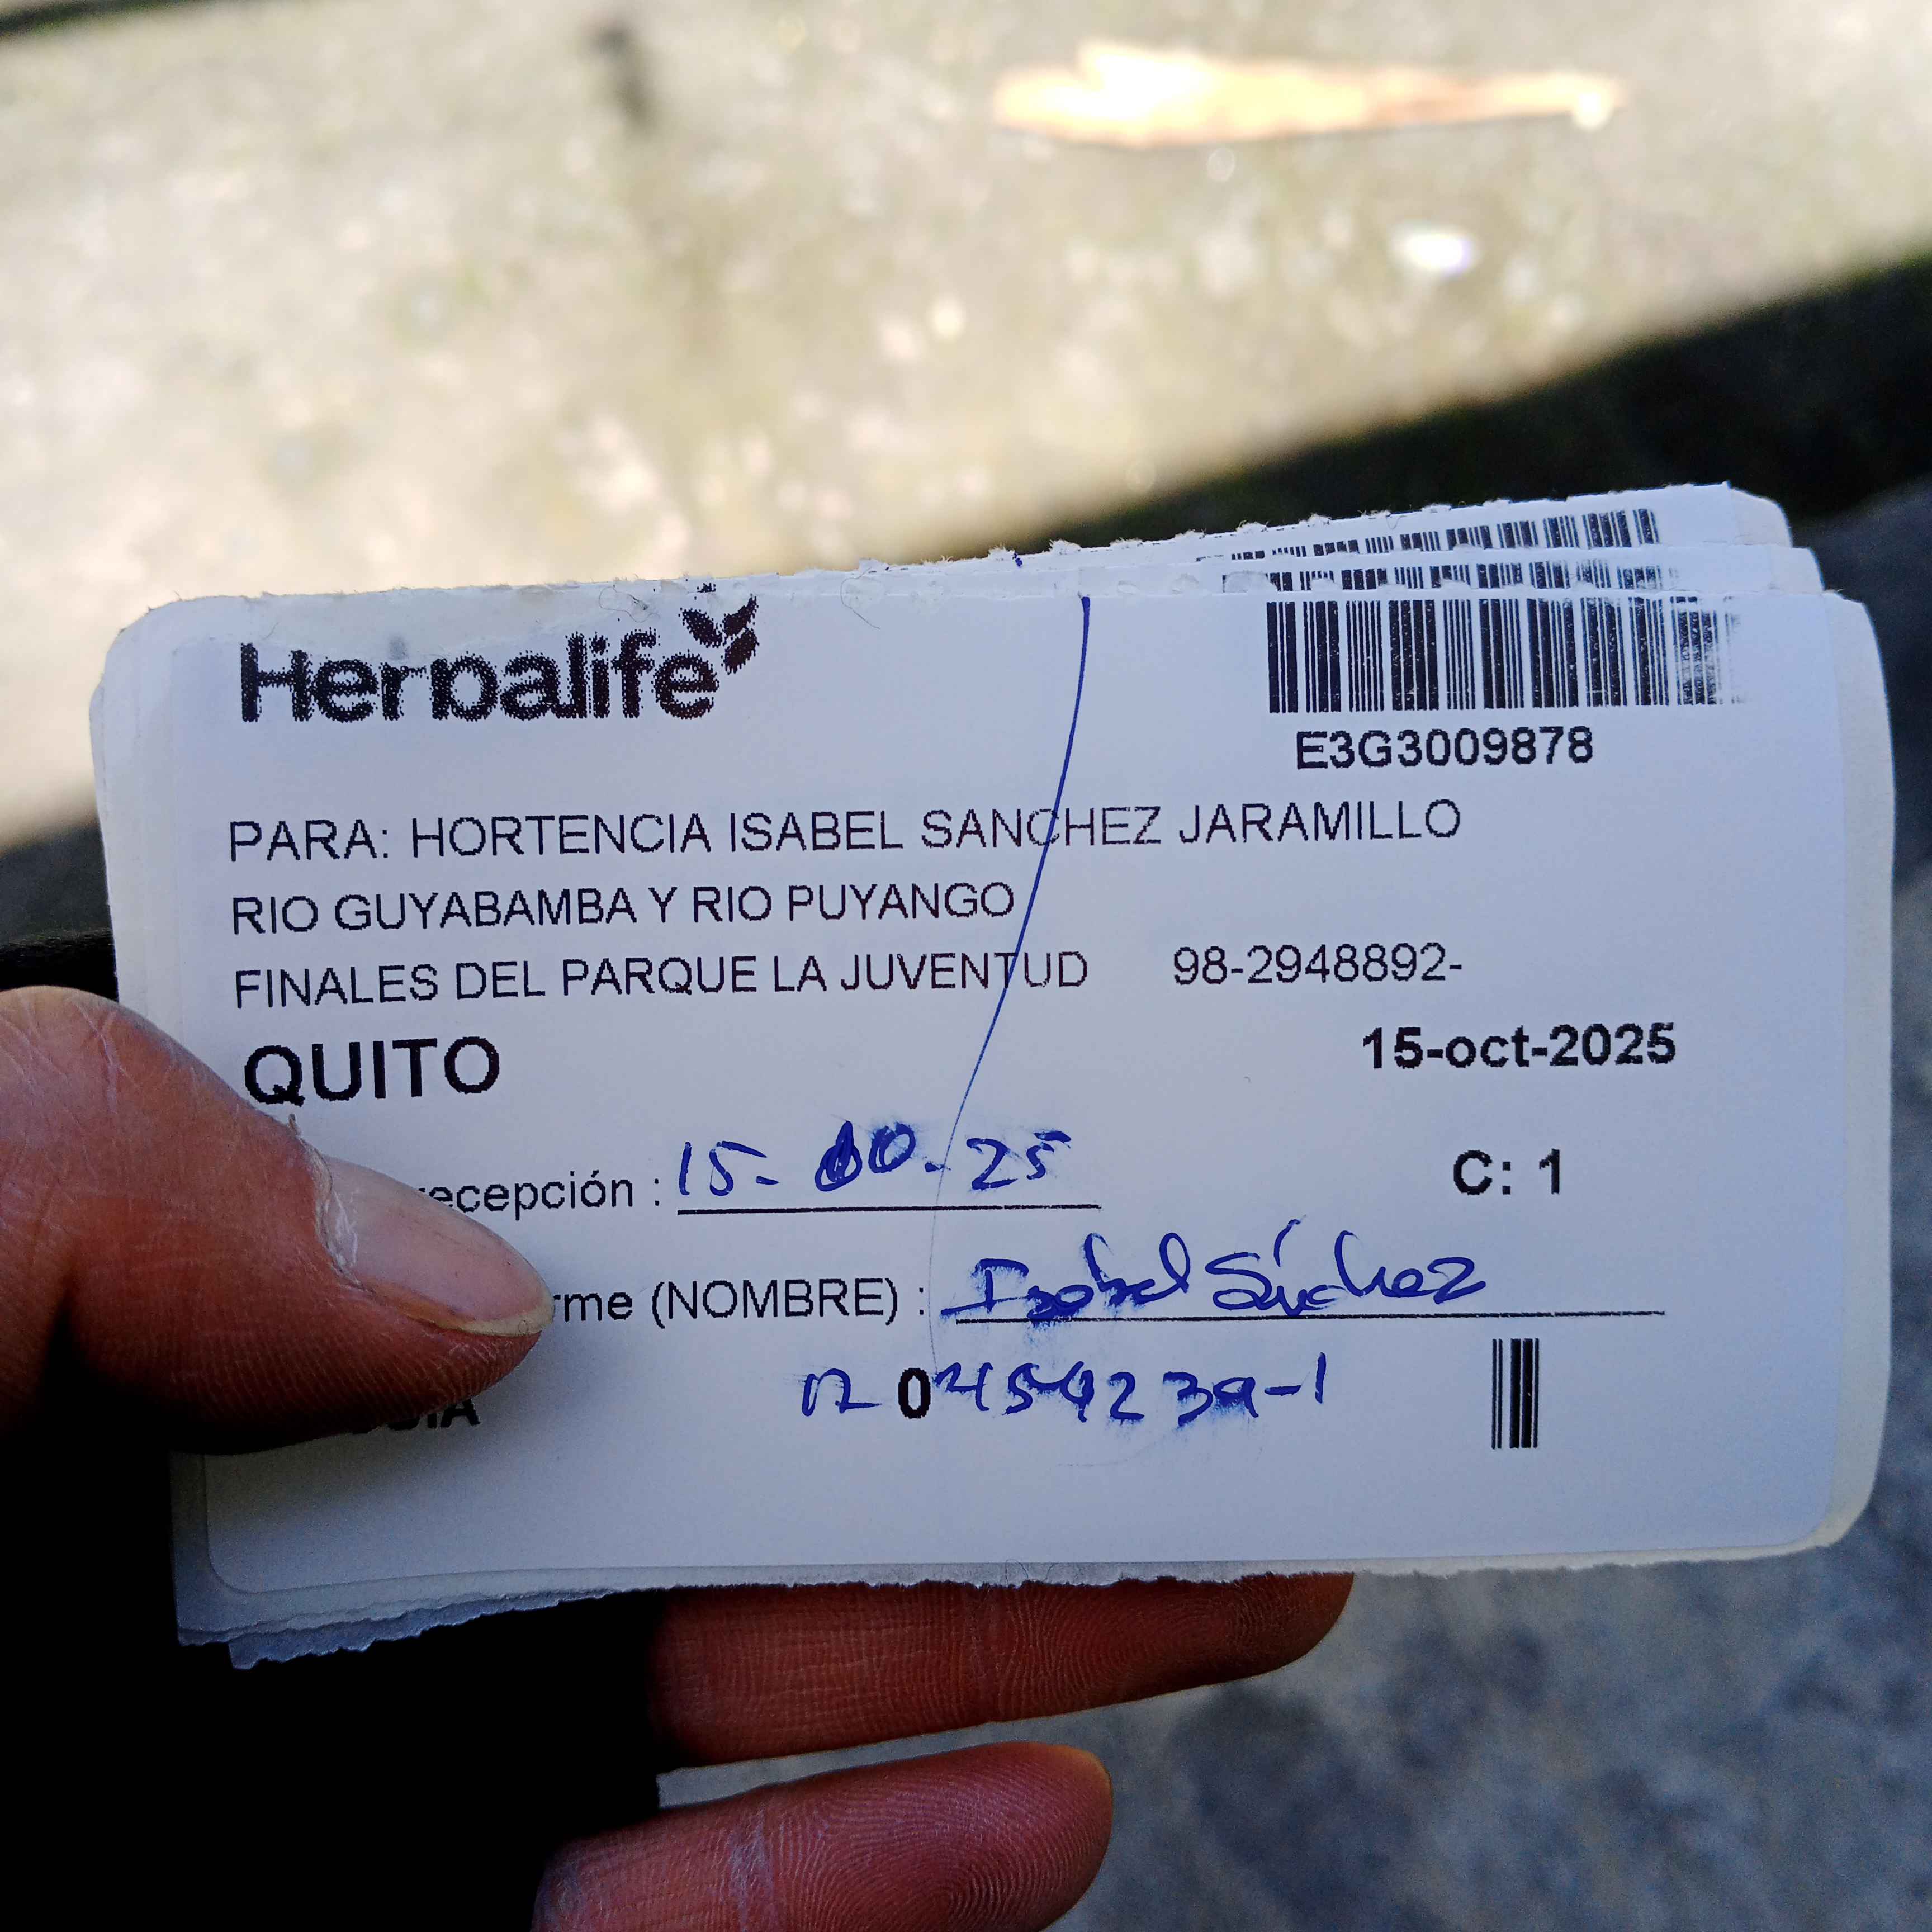 Herbalife
E3G3009878
PARA: HORTENCIA ISABEL SANCHEZ JARAMILLO
RIO GUYABAMBA Y RIO PUYANGO
FINALES DEL PARQUE LA JUVENTUD 98-2948892-
QUITO 15-oct-2025
recepción : 15-10-25 C: 1
rme (NOMBRE) : Isabel Sánchez
0